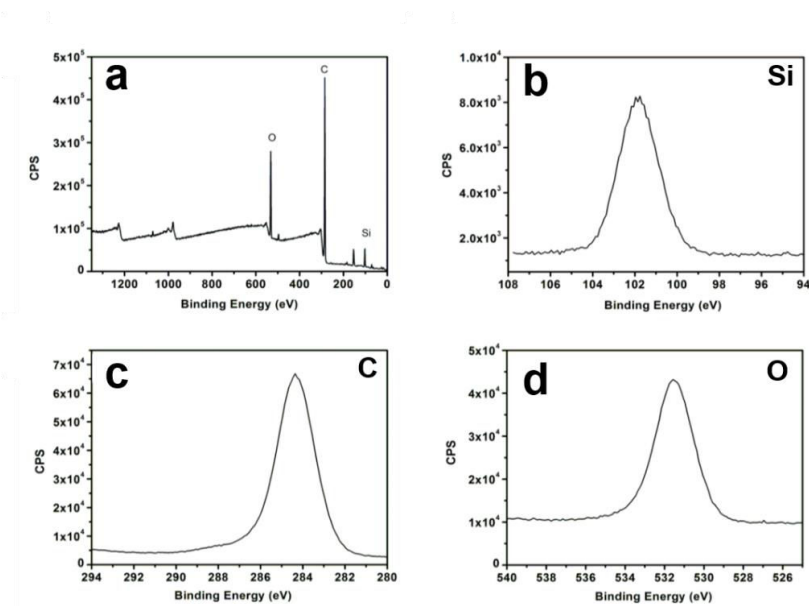 a
5x10⁵
4x10⁵
3x10⁵
2x10⁵
1x10⁵
0
CPS
C
O
Si
1200 1000 800 600 400 200 0
Binding Energy (eV)
b
Si
1.0x10⁴
8.0x10³
6.0x10³
4.0x10³
2.0x10³
CPS
108 106 104 102 100 98 96 94
Binding Energy (eV)
c
C
7x10⁴
6x10⁴
5x10⁴
4x10⁴
3x10⁴
2x10⁴
1x10⁴
0
CPS
294 292 290 288 286 284 282 280
Binding Energy (eV)
d
O
5x10⁴
4x10⁴
3x10⁴
2x10⁴
1x10⁴
0
CPS
540 538 536 534 532 530 528 526
Binding Energy (eV)